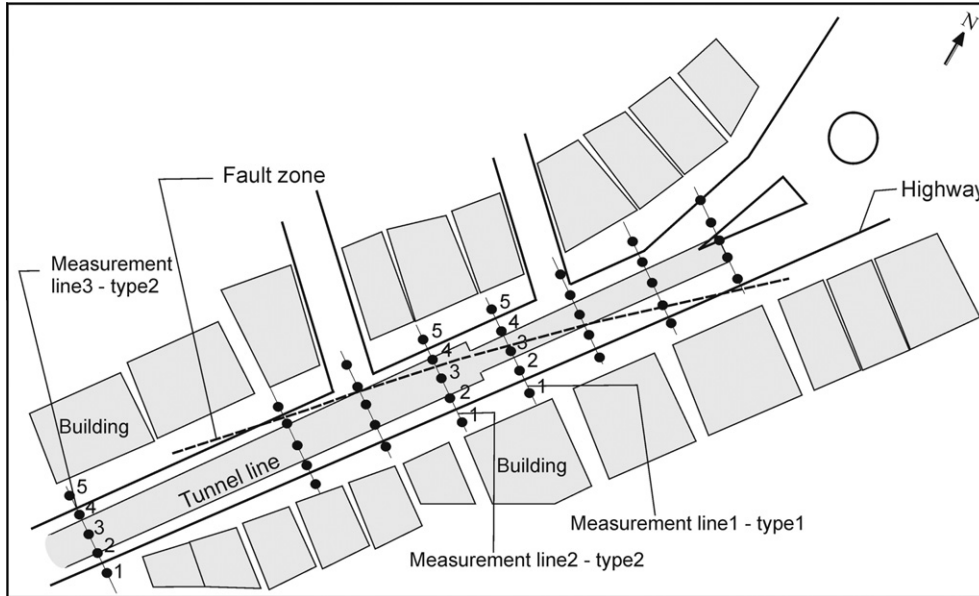 N
Fault zone
Highway
Measurement
line3 - type2
5
4
3
2
1
5
4
3
2
1
Building
5
4
3
2
1
Tunnel line
Building
Measurement line1 - type1
Measurement line2 - type2